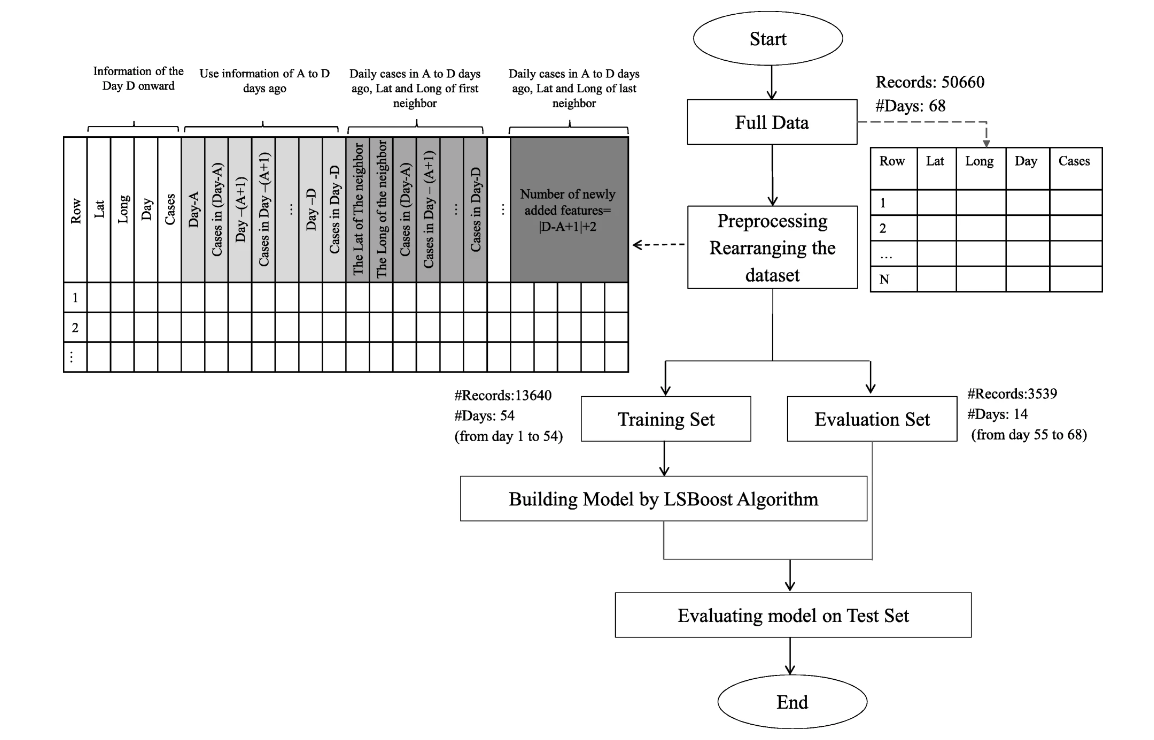 Start
Records: 50660
#Days: 68
Full Data
Row Lat Long Day Cases
1
2
...
N
Information of the
Day D onward
Use information of A to D
days ago
Daily cases in A to D days
ago, Lat and Long of first
neighbor
Daily cases in A to D days
ago, Lat and Long of last
neighbor
Row
Lat
Long
Day
Cases
Day-A
Cases in (Day-A)
Day –(A+1)
Cases in Day –(A+1)
...
Day –D
Cases in Day -D
The Lat of The neighbor
The Long of the neighbor
Cases in (Day-A)
Cases in Day – (A+1)
...
Cases in Day-D
...
Number of newly
added features=
|D-A+1|+2
1
2
...
Preprocessing
Rearranging the
dataset
#Records:13640
#Days: 54
(from day 1 to 54)
Training Set
Evaluation Set
#Records:3539
#Days: 14
(from day 55 to 68)
Building Model by LSBoost Algorithm
Evaluating model on Test Set
End